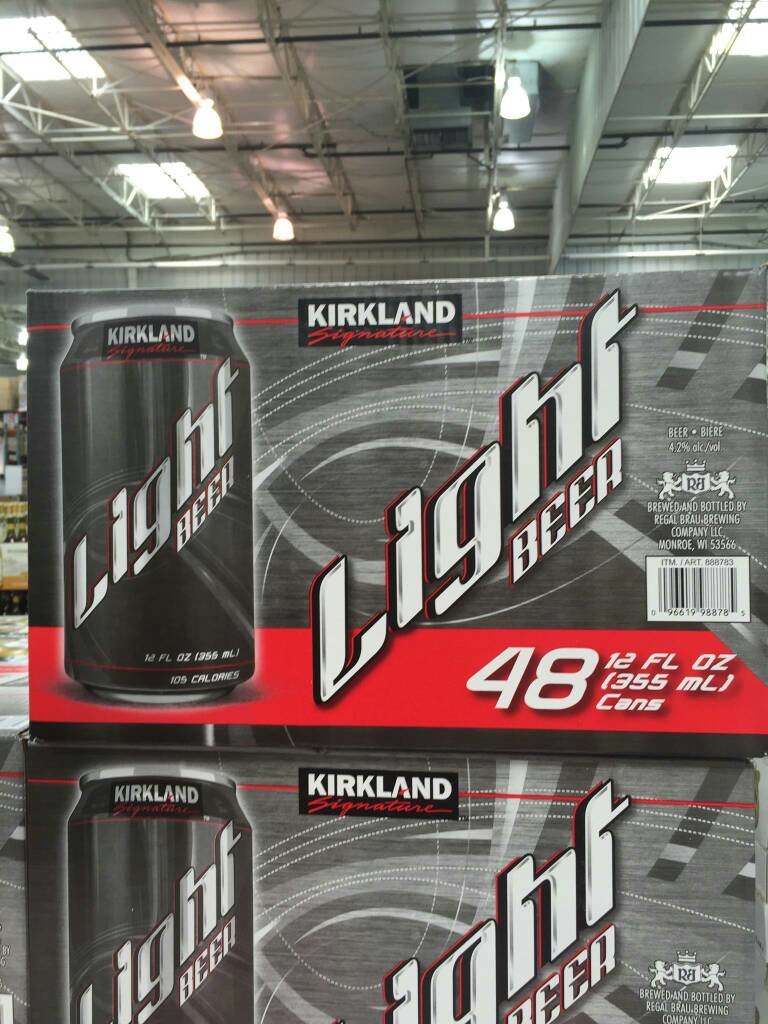 KIRKLAND
Signature
Light
BEER
12 FL OZ (355 mL)
105 CALORIES
KIRKLAND
Signature
Light
BEER
BEER • BIERE
4.2% alc./vol
RB
BREWED AND BOTTLED BY
REGAL BRAU BREWING
COMPANY LLC,
MONROE, WI 53566
ITM. / ART. 888783
0 96619 98878 5
48 12 FL OZ
(355 mL)
Cans
KIRKLAND
Signature
Light
BEER
KIRKLAND
Signature
Light
BEER
RB
BREWED AND BOTTLED BY
REGAL BRAU BREWING
COMPANY LLC